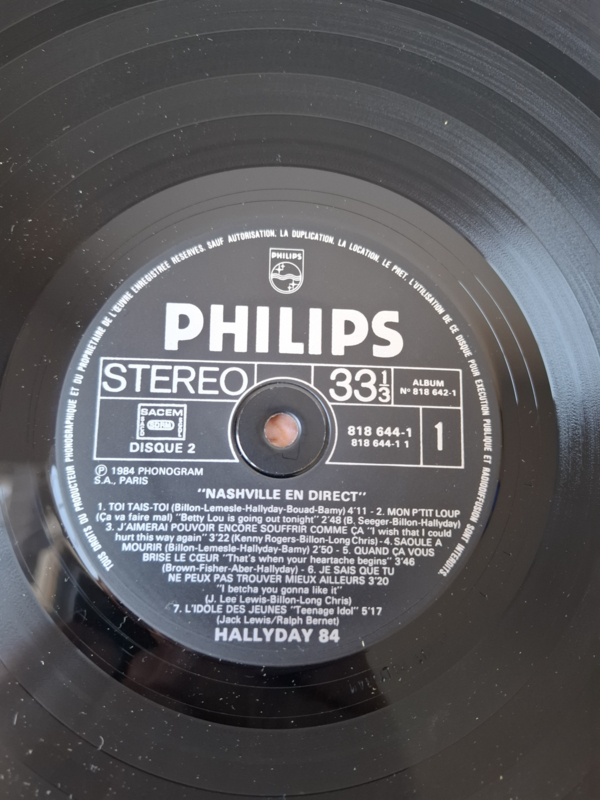 TOUS DROITS DU PRODUCTEUR PHONOGRAPHIQUE ET DU PROPRIETAIRE DE L'ŒUVRE ENREGISTREE RESERVES. SAUF AUTORISATION, LA DUPLICATION, LA LOCATION, LE PRET, L'UTILISATION DE CE DISQUE POUR EXECUTION PUBLIQUE ET RADIODIFFUSION SONT INTERDITS.
PHILIPS
PHILIPS
STEREO
33 1/3
ALBUM
N° 818 642-1
SACEM
DISQUE 2
818 644-1
818 644-1 1
1
Ⓟ 1984 PHONOGRAM
S.A., PARIS
"NASHVILLE EN DIRECT"
1. TOI TAIS-TOI (Billon-Lemesle-Hallyday-Bouad-Bamy) 4'11 - 2. MON P'TIT LOUP
(Ça va faire mal) "Betty Lou is going out tonight" 2'48 (B. Seeger-Billon-Hallyday)
3. J'AIMERAI POUVOIR ENCORE SOUFFRIR COMME ÇA "I wish that I could
hurt this way again" 3'22 (Kenny Rogers-Billon-Long Chris) - 4. SAOULE A
MOURIR (Billon-Lemesle-Hallyday-Bamy) 2'50 - 5. QUAND ÇA VOUS
BRISE LE CŒUR "That's when your heartache begins" 3'46
(Brown-Fisher-Aber-Hallyday) - 6. JE SAIS QUE TU
NE PEUX PAS TROUVER MIEUX AILLEURS 3'20
"I betcha you gonna like it"
(J. Lee Lewis-Billon-Long Chris)
7. L'IDOLE DES JEUNES "Teenage Idol" 5'17
(Jack Lewis/Ralph Bernet)
HALLYDAY 84